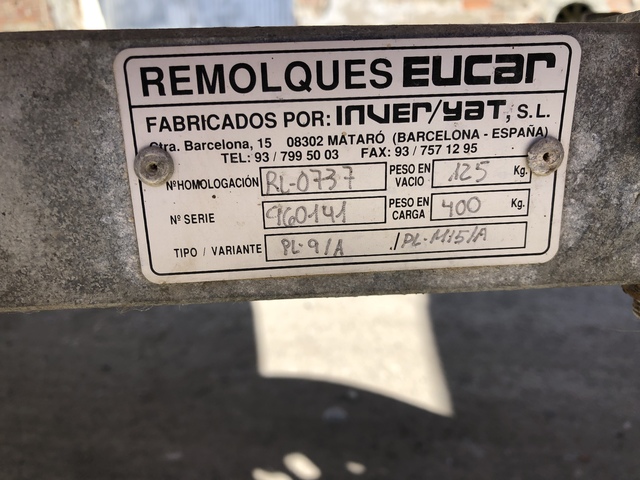 REMOLQUES EUCAR
FABRICADOS POR: INVER/YAT, S.L.
Ctra. Barcelona, 15 08302 MATARÓ (BARCELONA - ESPAÑA)
TEL: 93 / 799 50 03 FAX: 93 / 757 12 95
Nº HOMOLOGACIÓN RL-0737 PESO EN VACIO 125 Kg.
Nº SERIE 960141 PESO EN CARGA 400 Kg.
TIPO / VARIANTE PL-9/A / PL-M15/A